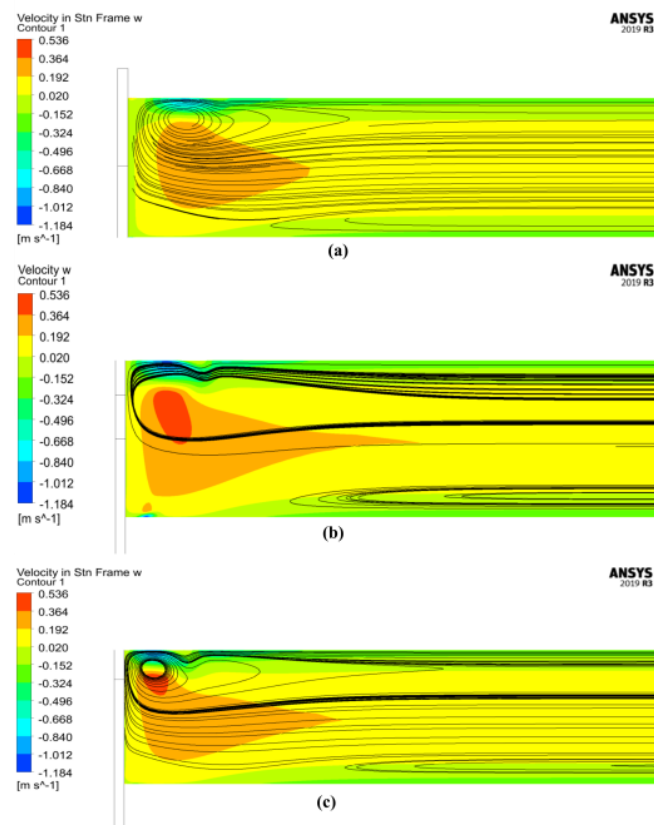 Velocity in Stn Frame w
Contour 1
0.536
0.364
0.192
0.020
-0.152
-0.324
-0.496
-0.668
-0.840
-1.012
-1.184
[m s^-1]
ANSYS
2019 R3
(a)
Velocity w
Contour 1
0.536
0.364
0.192
0.020
-0.152
-0.324
-0.496
-0.668
-0.840
-1.012
-1.184
[m s^-1]
ANSYS
2019 R3
(b)
Velocity in Stn Frame w
Contour 1
0.536
0.364
0.192
0.020
-0.152
-0.324
-0.496
-0.668
-0.840
-1.012
-1.184
[m s^-1]
ANSYS
2019 R3
(c)